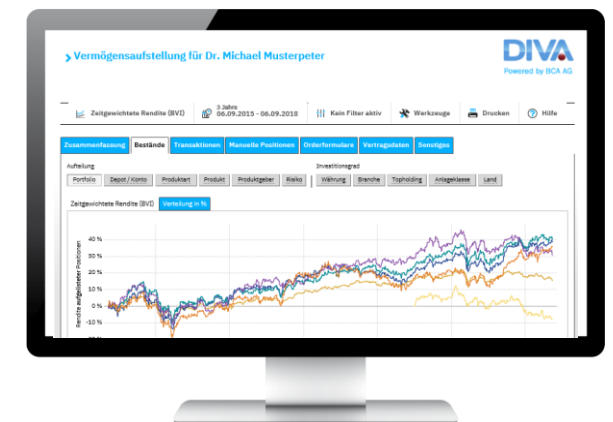 Vermögensaufstellung für Dr. Michael Musterpeter
DIVA
Powered by BCA AG
Zeitgewichtete Rendite (BVI)
3 Jahre
06.09.2015 - 06.09.2018
Kein Filter aktiv
Werkzeuge
Drucken
Hilfe
Zusammenfassung Bestände Transaktionen Manuelle Positionen Orderformulare Vertragsdaten Sonstiges
Aufteilung
Investitionsgrad
Portfolio Depot / Konto Produktart Produkt Produktgeber Risiko Währung Branche Topholding Anlageklasse Land
Zeitgewichtete Rendite (BVI) Verteilung in %
Rendite aufgelisteter Positionen
40 %
30 %
20 %
10 %
0 %
-10 %